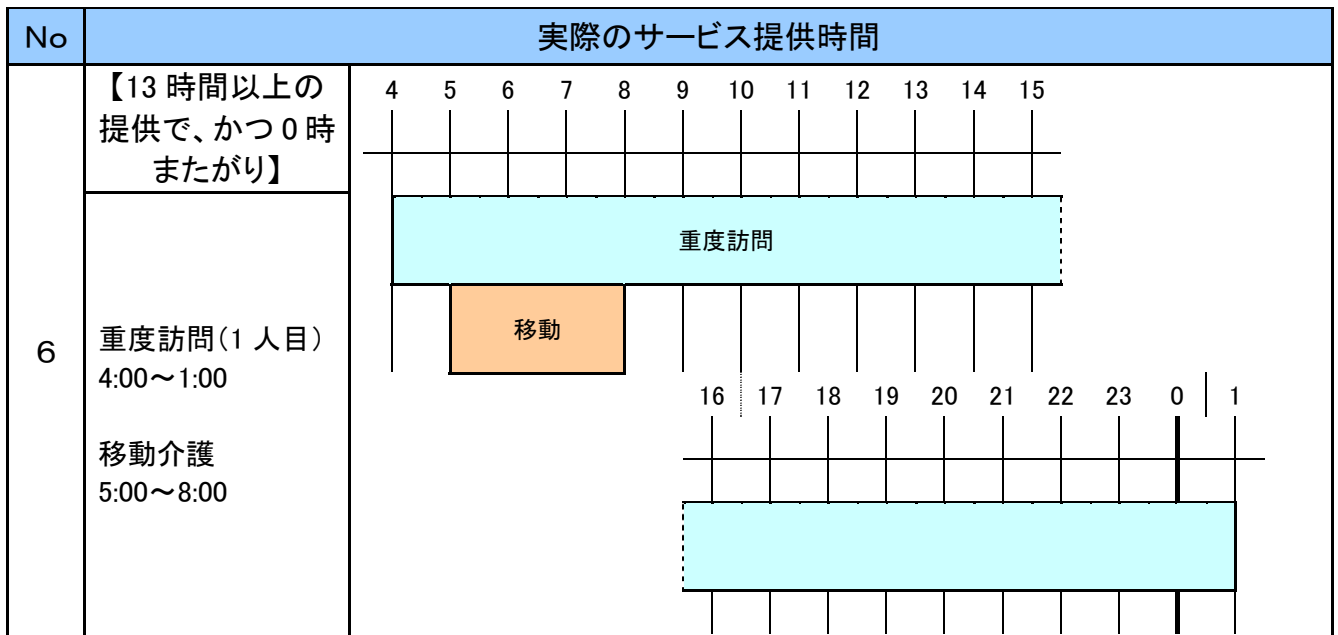 No 実際のサービス提供時間
6
【13 時間以上の
提供で、かつ 0 時
またがり】
重度訪問(1 人目)
4:00～1:00
移動介護
5:00～8:00
4 5 6 7 8 9 10 11 12 13 14 15
重度訪問
移動
16 17 18 19 20 21 22 23 0 1